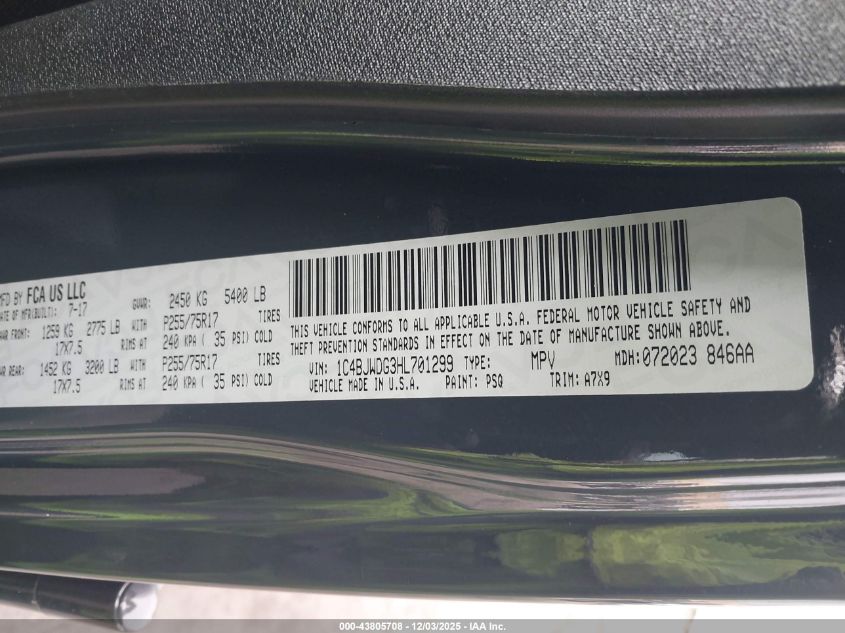 MFD BY FCA US LLC
DATE OF MFR(BUILT): 7-17 GVWR: 2450 KG 5400 LB
FRONT: 1259 KG 2775 LB WITH P255/75R17 TIRES
17X7.5 RIMS AT 240 KPA ( 35 PSI) COLD
REAR: 1452 KG 3200 LB WITH P255/75R17 TIRES
17X7.5 RIMS AT 240 KPA ( 35 PSI) COLD
THIS VEHICLE CONFORMS TO ALL APPLICABLE U.S.A. FEDERAL MOTOR VEHICLE SAFETY AND
THEFT PREVENTION STANDARDS IN EFFECT ON THE DATE OF MANUFACTURE SHOWN ABOVE.
VIN: 1C4BJWDG3HL701299 TYPE: MPV MDH: 072023 846AA
VEHICLE MADE IN U.S.A. PAINT: PSQ TRIM: A7X9
000-43805708 - 12/03/2025 - IAA Inc.